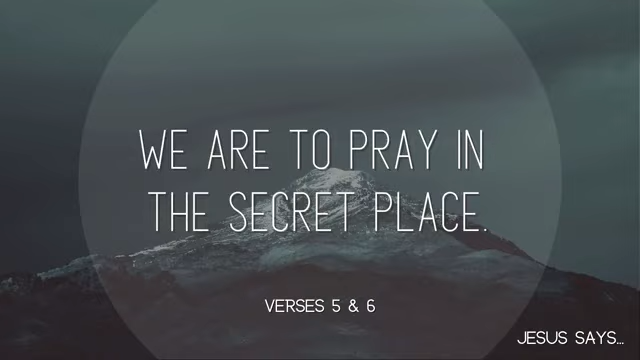 WE ARE TO PRAY IN
THE SECRET PLACE.
VERSES 5 & 6
JESUS SAYS...